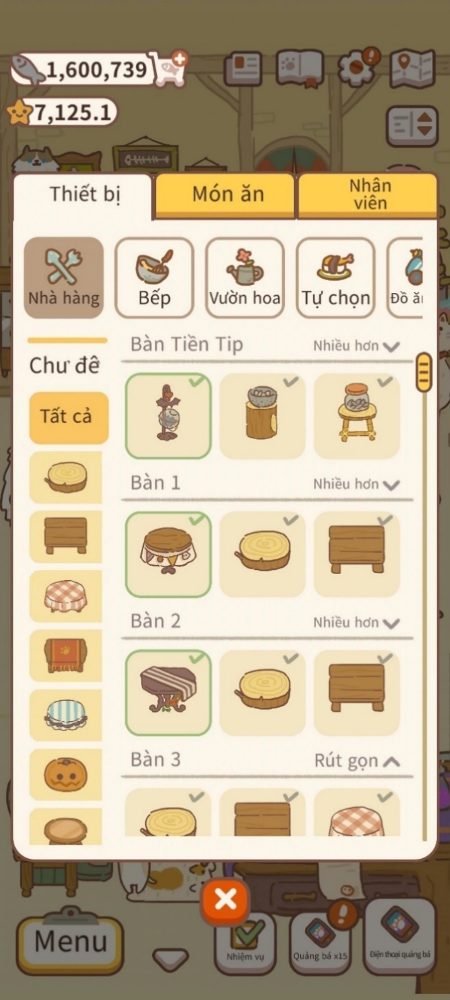 1,600,739
7,125.1
Thiết bị
Món ăn
Nhân
viên
Nhà hàng
Bếp
Vườn hoa
Tự chọn
Đồ ă
Chư đê
Tất cả
Bàn Tiền Tip
Nhiều hơn
Bàn 1
Nhiều hơn
Bàn 2
Nhiều hơn
Bàn 3
Rút gọn
Menu
Nhiệm vụ
Quảng bá x15
Điện thoại quảng bá